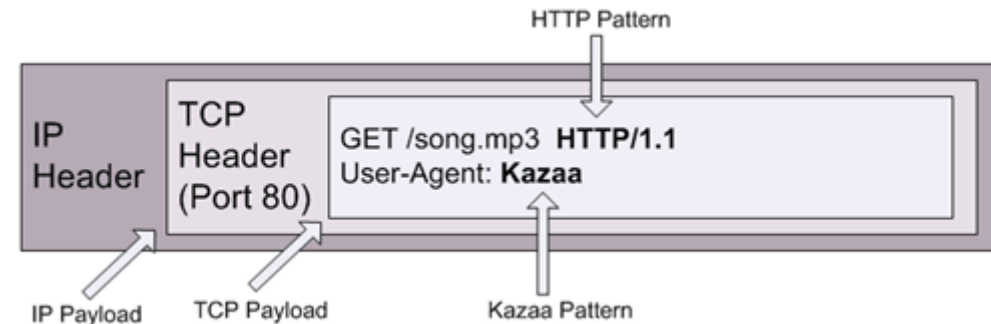 HTTP Pattern
IP
Header
TCP
Header
(Port 80)
GET /song.mp3 HTTP/1.1
User-Agent: Kazaa
IP Payload
TCP Payload
Kazaa Pattern